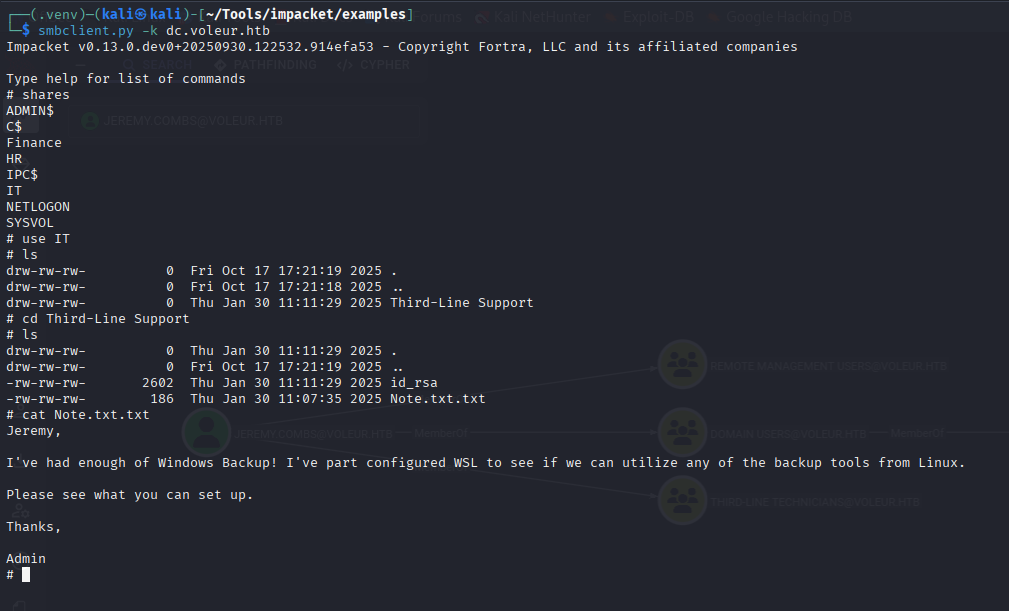 ┌──(.venv)─(kali㉿kali)-[~/Tools/impacket/examples]
└─$ smbclient.py -k dc.voleur.htb
Impacket v0.13.0.dev0+20250930.122532.914efa53 - Copyright Fortra, LLC and its affiliated companies
Type help for list of commands
# shares
ADMIN$
C$
Finance
HR
IPC$
IT
NETLOGON
SYSVOL
# use IT
# ls
drw-rw-rw-          0  Fri Oct 17 17:21:19 2025 .
drw-rw-rw-          0  Fri Oct 17 17:21:18 2025 ..
drw-rw-rw-          0  Thu Jan 30 11:11:29 2025 Third-Line Support
# cd Third-Line Support
# ls
drw-rw-rw-          0  Thu Jan 30 11:11:29 2025 .
drw-rw-rw-          0  Fri Oct 17 17:21:19 2025 ..
-rw-rw-rw-       2602  Thu Jan 30 11:11:29 2025 id_rsa
-rw-rw-rw-        186  Thu Jan 30 11:07:35 2025 Note.txt.txt
# cat Note.txt.txt
Jeremy,
I've had enough of Windows Backup! I've part configured WSL to see if we can utilize any of the backup tools from Linux.
Please see what you can set up.
Thanks,
Admin
#
Kali NetHunter Exploit-DB Google Hacking DB
SEARCH PATHFINDING CYPHER
JEREMY.COMBS@VOLEUR.HTB
REMOTE MANAGEMENT USERS@VOLEUR.HTB
JEREMY.COMBS@VOLEUR.HTB MemberOf DOMAIN USERS@VOLEUR.HTB MemberOf
THIRD-LINE TECHNICIANS@VOLEUR.HTB